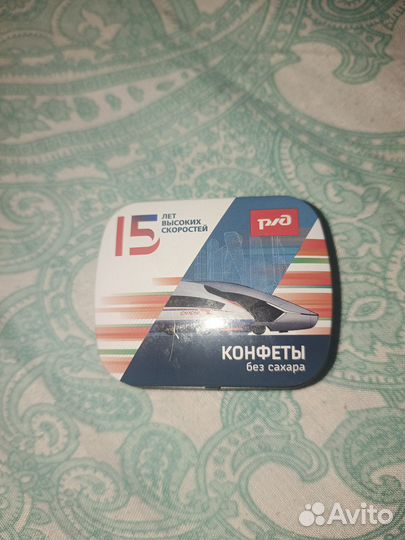 15 ЛЕТ
ВЫСОКИХ
СКОРОСТЕЙ
ржд
КОНФЕТЫ
без сахара
Avito